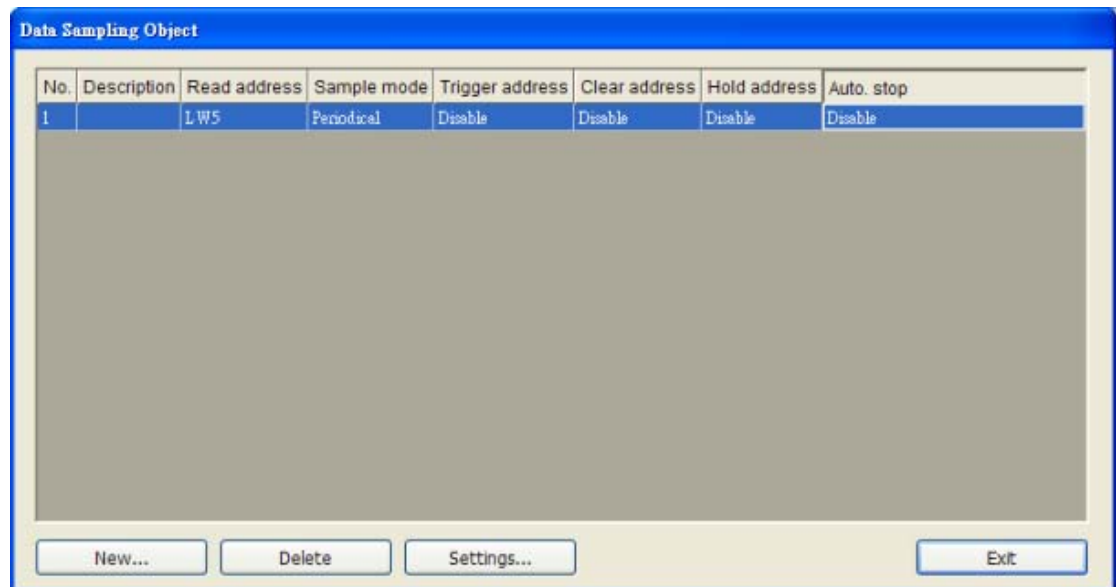 Data Sampling Object
No. Description Read address Sample mode Trigger address Clear address Hold address Auto. stop
1 LW5 Periodical Disable Disable Disable Disable
New... Delete Settings... Exit